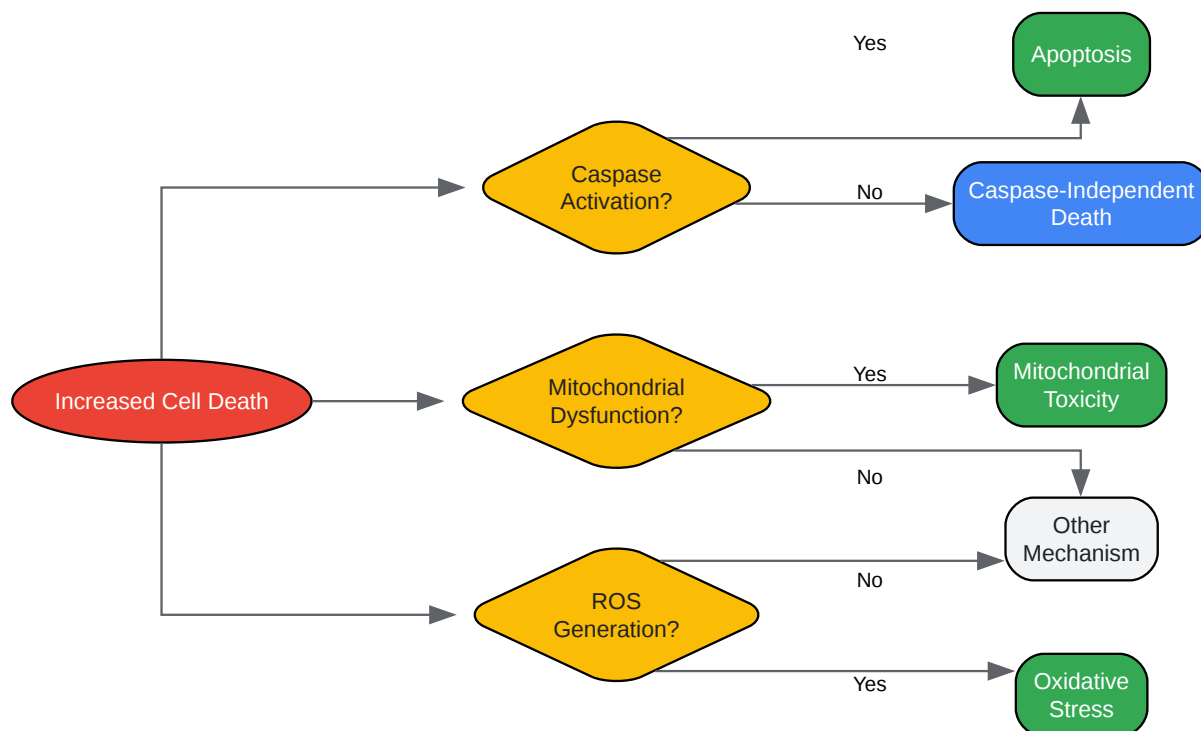 Yes
Apoptosis
Caspase
Activation?
No
Caspase-Independent
Death
Increased Cell Death
Mitochondrial
Dysfunction?
Yes
Mitochondrial
Toxicity
No
Other
Mechanism
ROS
Generation?
No
Yes
Oxidative
Stress